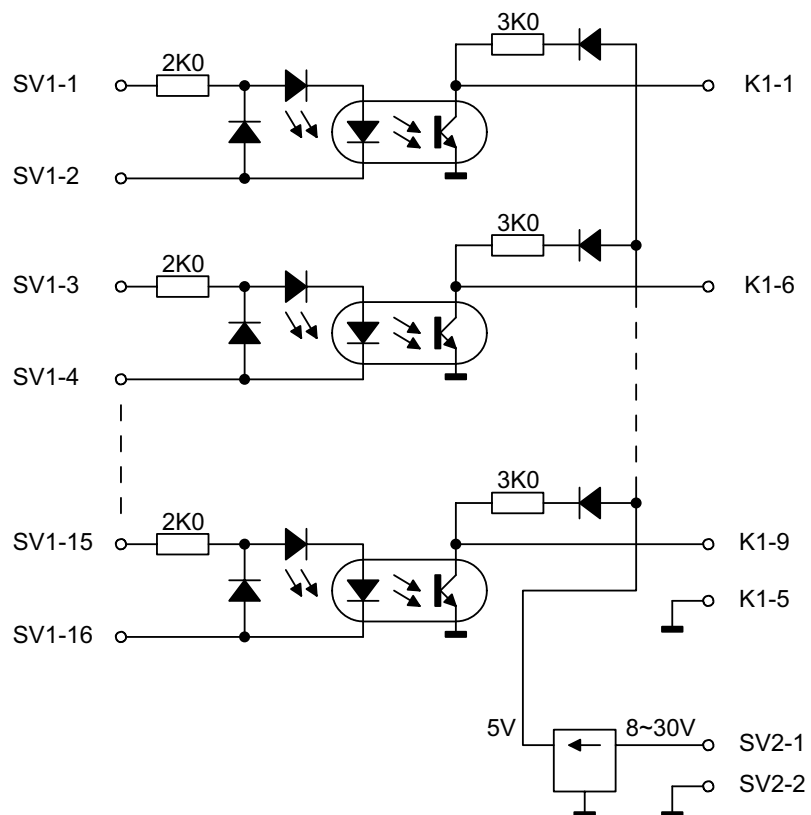 3K0
2K0
SV1-1
K1-1
SV1-2
3K0
2K0
SV1-3
K1-6
SV1-4
3K0
2K0
SV1-15
K1-9
K1-5
SV1-16
5V
8~30V
SV2-1
SV2-2